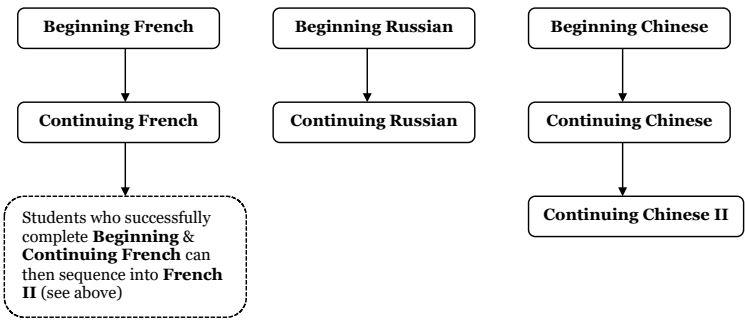 Beginning French
Beginning Russian
Beginning Chinese
Continuing French
Continuing Russian
Continuing Chinese
Students who successfully
complete Beginning &
Continuing French can
then sequence into French
II (see above)
Continuing Chinese II